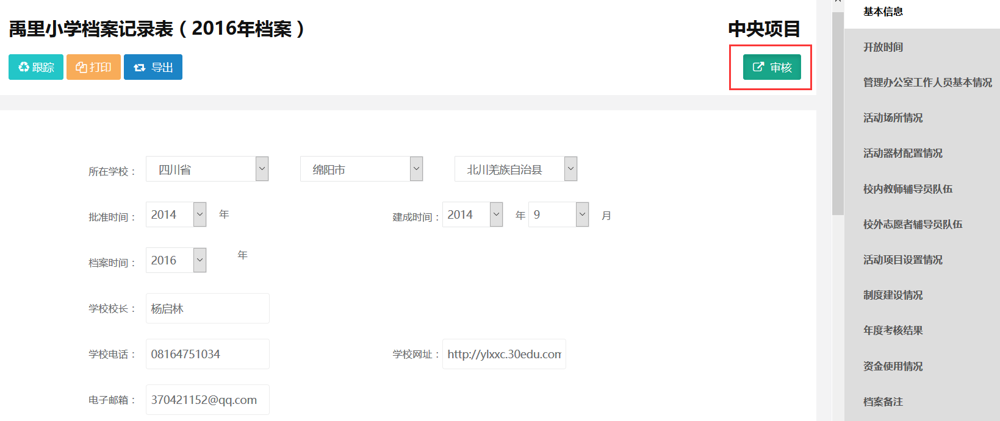 禹里小学档案记录表（2016年档案）
中央项目
跟踪 打印 导出
审核
所在学校： 四川省 绵阳市 北川羌族自治县
批准时间： 2014 年 建成时间： 2014 年 9 月
档案时间： 2016 年
学校校长： 杨启林
学校电话： 08164751034 学校网址： http://ylxxc.30edu.com
电子邮箱： 370421152@qq.com
基本信息
开放时间
管理办公室工作人员基本情况
活动场所情况
活动器材配置情况
校内教师辅导员队伍
校外志愿者辅导员队伍
活动项目设置情况
制度建设情况
年度考核结果
资金使用情况
档案备注